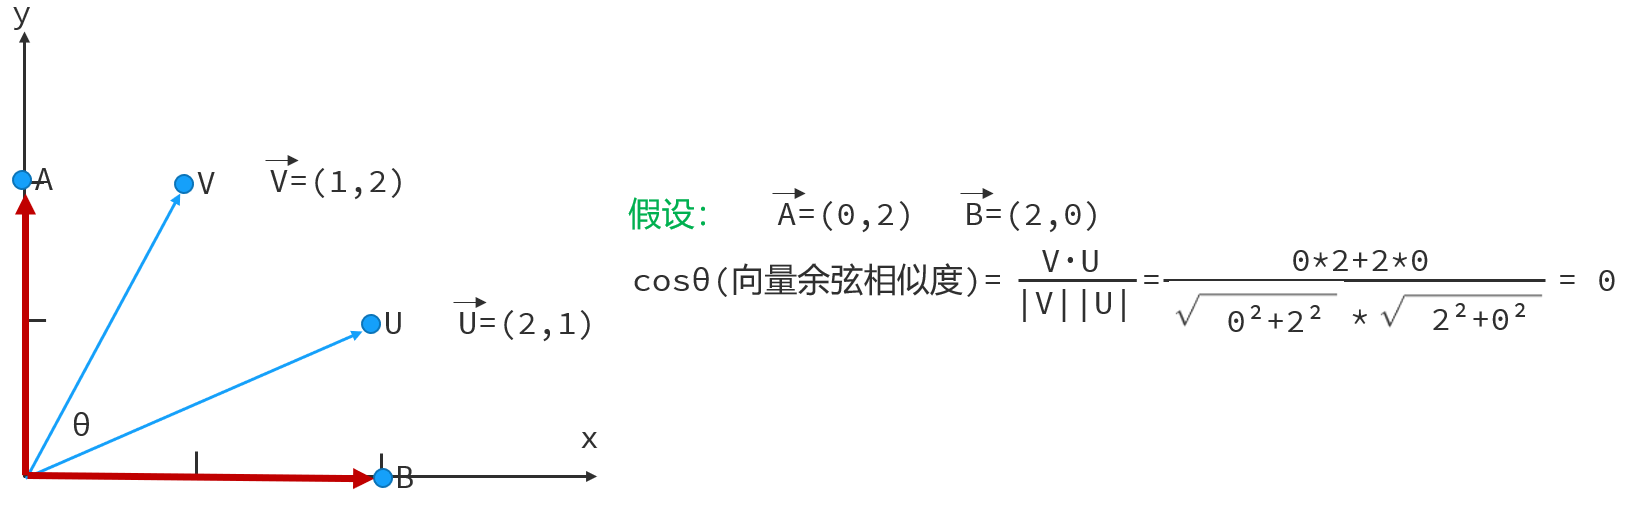 y
A
V
V=(1,2)
U
U=(2,1)
θ
x
B
假设: A=(0,2) B=(2,0)
cosθ(向量余弦相似度)= V·U / |V||U| = 0*2+2*0 / √0²+2² * √2²+0² = 0